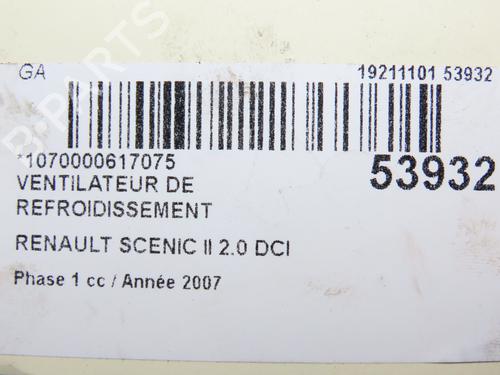 GA 19211101 53932
*1070000617075 53932
VENTILATEUR DE
REFROIDISSEMENT
RENAULT SCENIC II 2.0 DCI
Phase 1 cc / Année 2007
B-PARTS